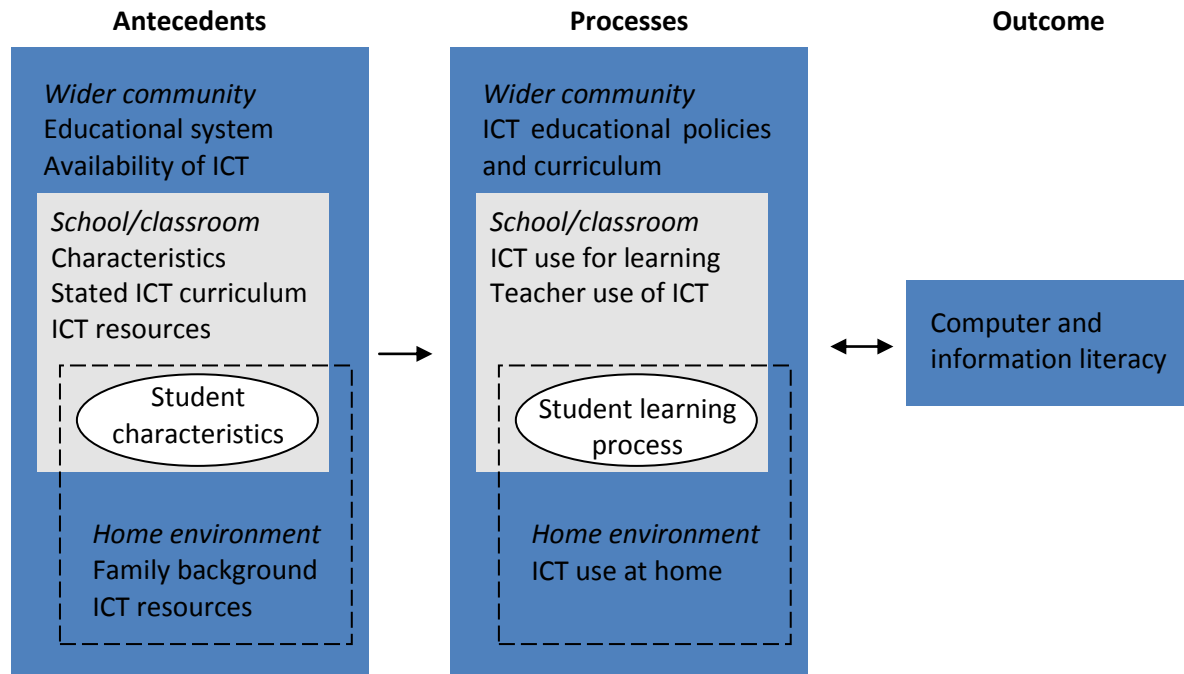 Antecedents
Wider community
Educational system
Availability of ICT
School/classroom
Characteristics
Stated ICT curriculum
ICT resources
Student
characteristics
Home environment
Family background
ICT resources
Processes
Wider community
ICT educational policies
and curriculum
School/classroom
ICT use for learning
Teacher use of ICT
Student learning
process
Home environment
ICT use at home
Outcome
Computer and
information literacy